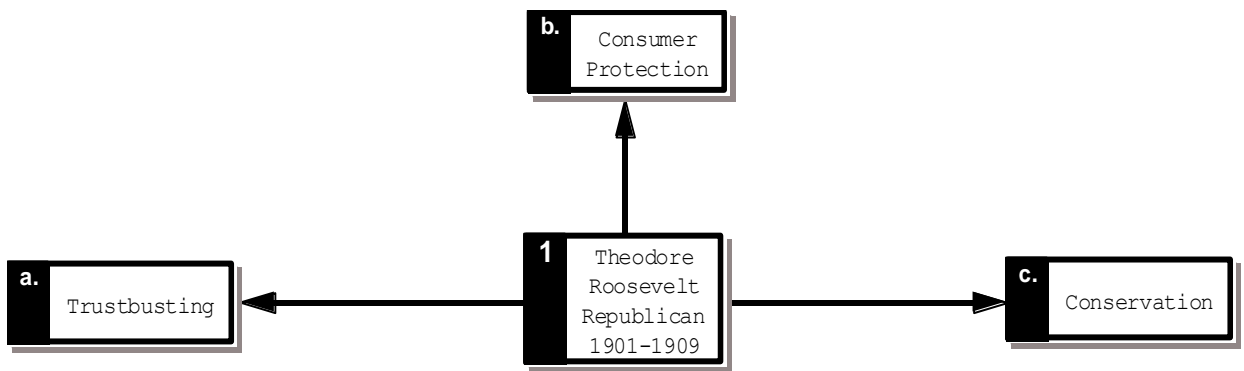 b.
Consumer
Protection
1
Theodore
Roosevelt
Republican
1901-1909
a.
Trustbusting
c.
Conservation